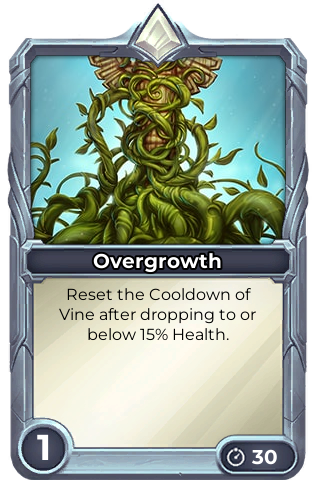 Overgrowth
Reset the Cooldown of
Vine after dropping to or
below 15% Health.
1
30